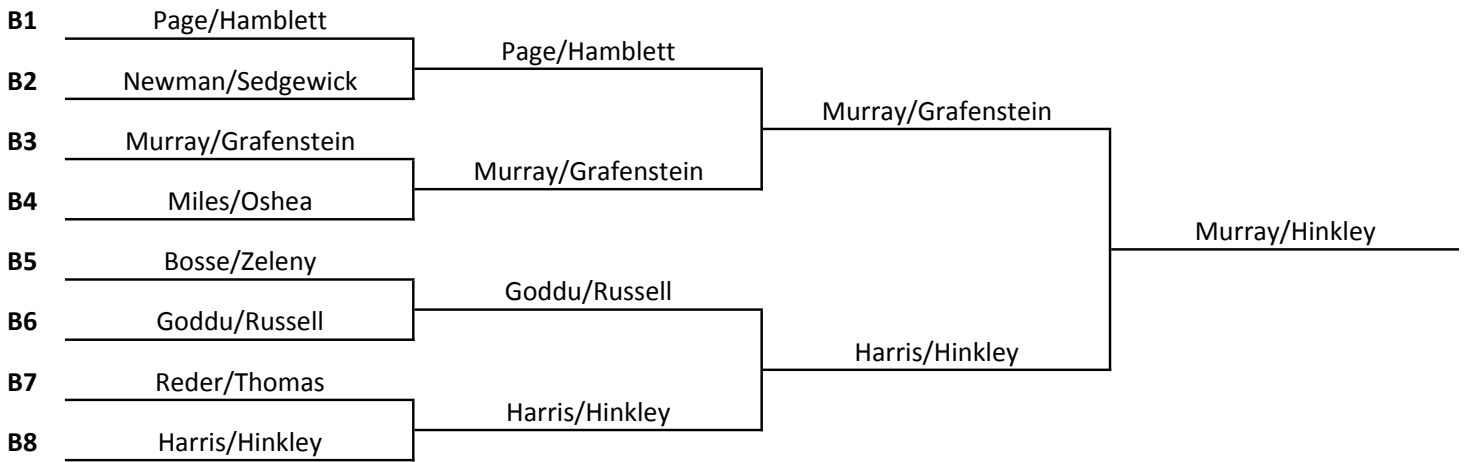 B1 Page/Hamblett
Page/Hamblett
B2 Newman/Sedgewick
Murray/Grafenstein
B3 Murray/Grafenstein
Murray/Grafenstein
B4 Miles/Oshea
Murray/Hinkley
B5 Bosse/Zeleny
Goddu/Russell
B6 Goddu/Russell
Harris/Hinkley
B7 Reder/Thomas
Harris/Hinkley
B8 Harris/Hinkley